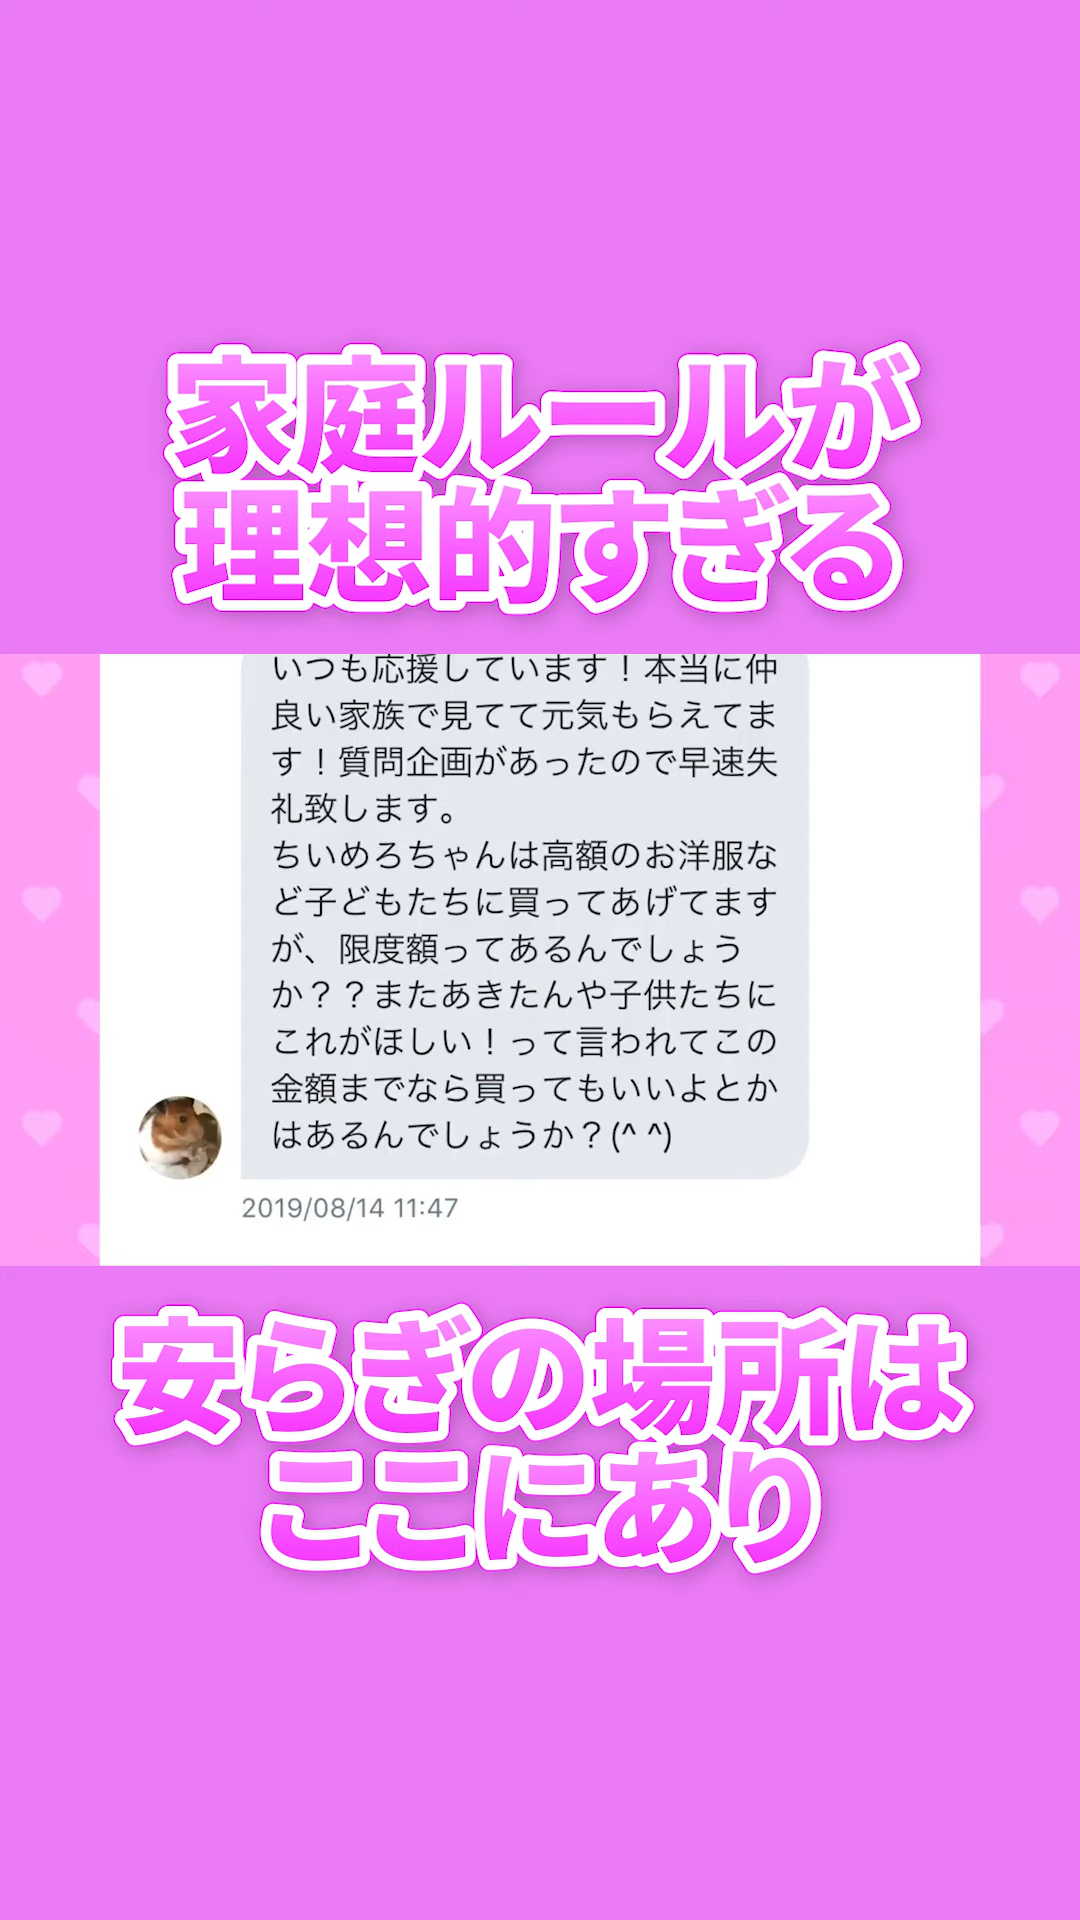 家庭ルールが
理想的すぎる
いつも応援しています！本当に仲
良い家族で見てて元気もらえてま
す！質問企画があったので早速失
礼致します。
ちいめろちゃんは高額のお洋服な
ど子どもたちに買ってあげてます
が、限度額ってあるんでしょう
か？？またあきたんや子供たちに
これがほしい！って言われてこの
金額までなら買ってもいいよとか
はあるんでしょうか？(^ ^)
2019/08/14 11:47
安らぎの場所は
ここにあり